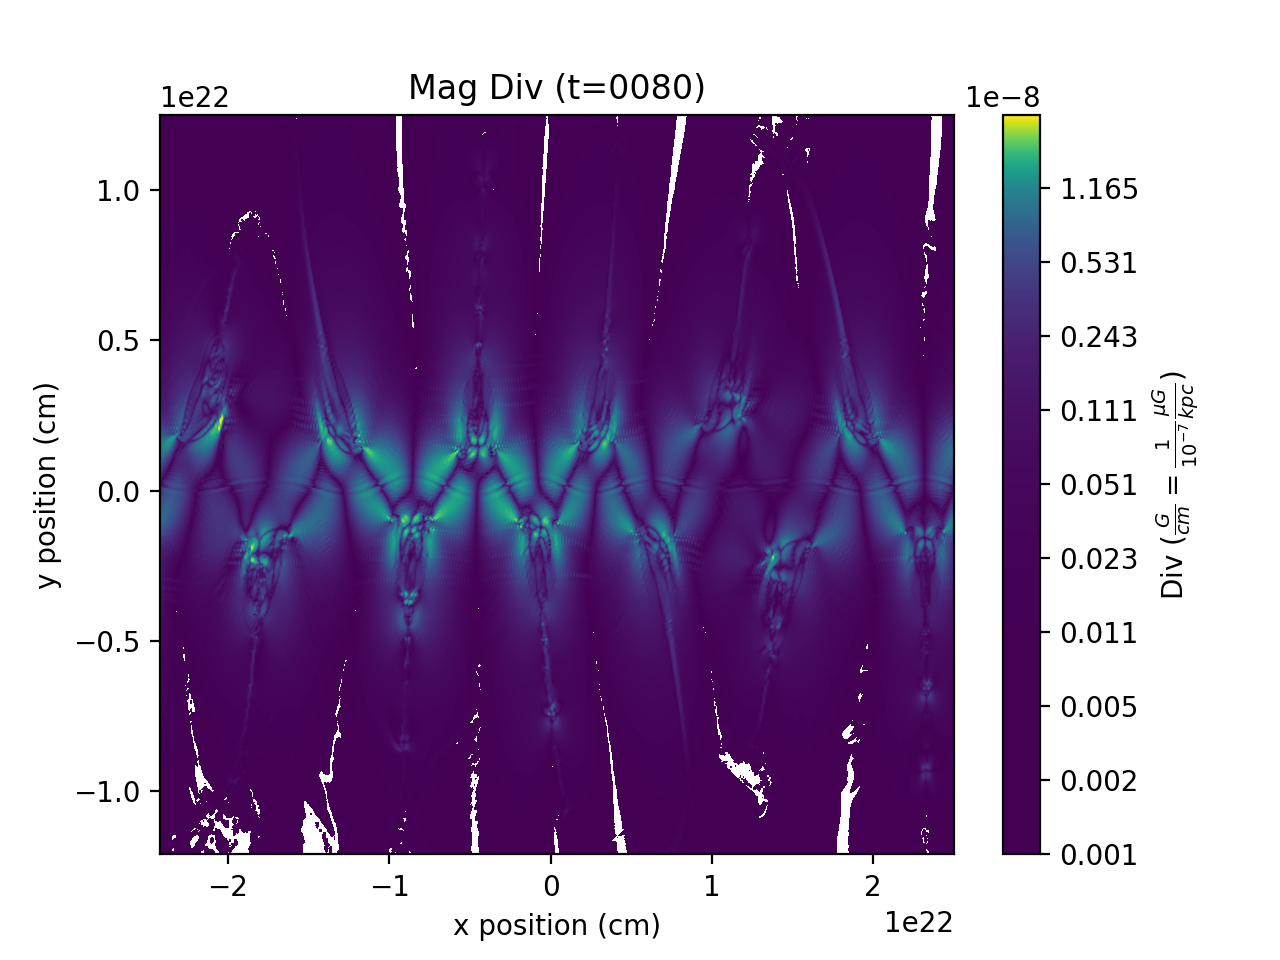 Mag Div (t=0080)
1e22
1e−8
1.0
0.5
0.0
−0.5
−1.0
y position (cm)
−2
−1
0
1
2
x position (cm)
1e22
1.165
0.531
0.243
0.111
0.051
0.023
0.011
0.005
0.002
0.001
Div (G/cm = 1/10⁻⁷ μG/kpc)